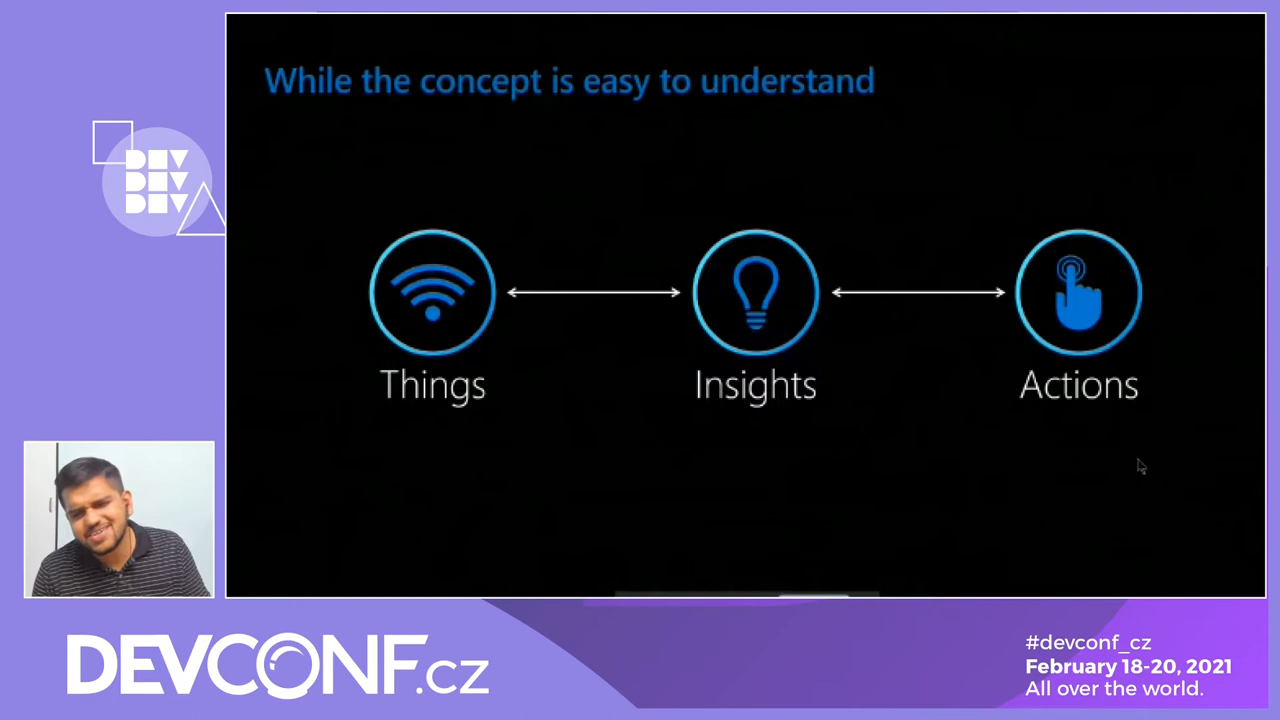 While the concept is easy to understand
DEV
DEV
DEV
Things
Insights
Actions
DEVCONF.cz
#devconf_cz
February 18-20, 2021
All over the world.